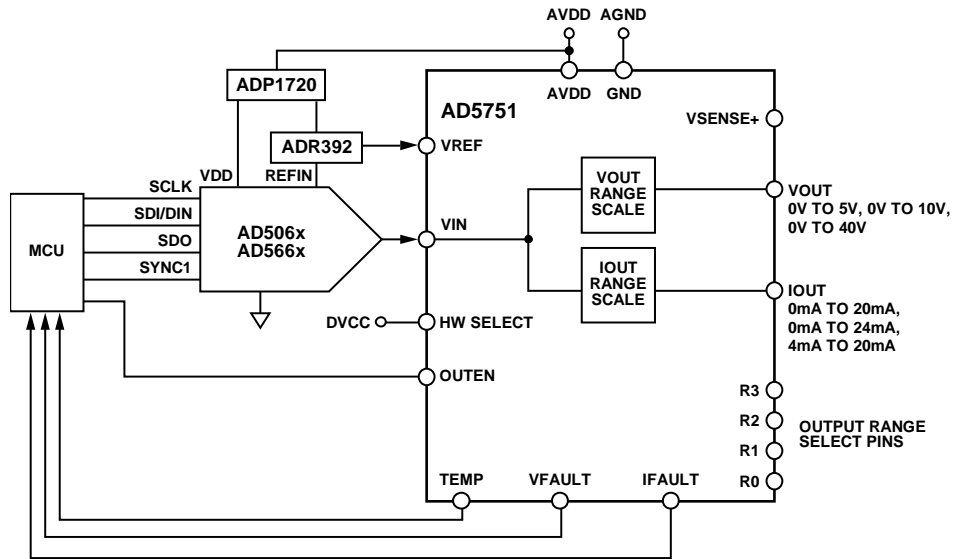 AVDD AGND
ADP1720
AVDD GND
AD5751
VSENSE+
ADR392
VREF
VDD REFIN
SCLK
SDI/DIN
SDO
SYNC1
MCU
AD506x
AD566x
VIN
VOUT
RANGE
SCALE
VOUT
0V TO 5V, 0V TO 10V,
0V TO 40V
IOUT
RANGE
SCALE
IOUT
0mA TO 20mA,
0mA TO 24mA,
4mA TO 20mA
DVCC
HW SELECT
OUTEN
R3
R2
R1
R0
OUTPUT RANGE
SELECT PINS
TEMP VFAULT IFAULT